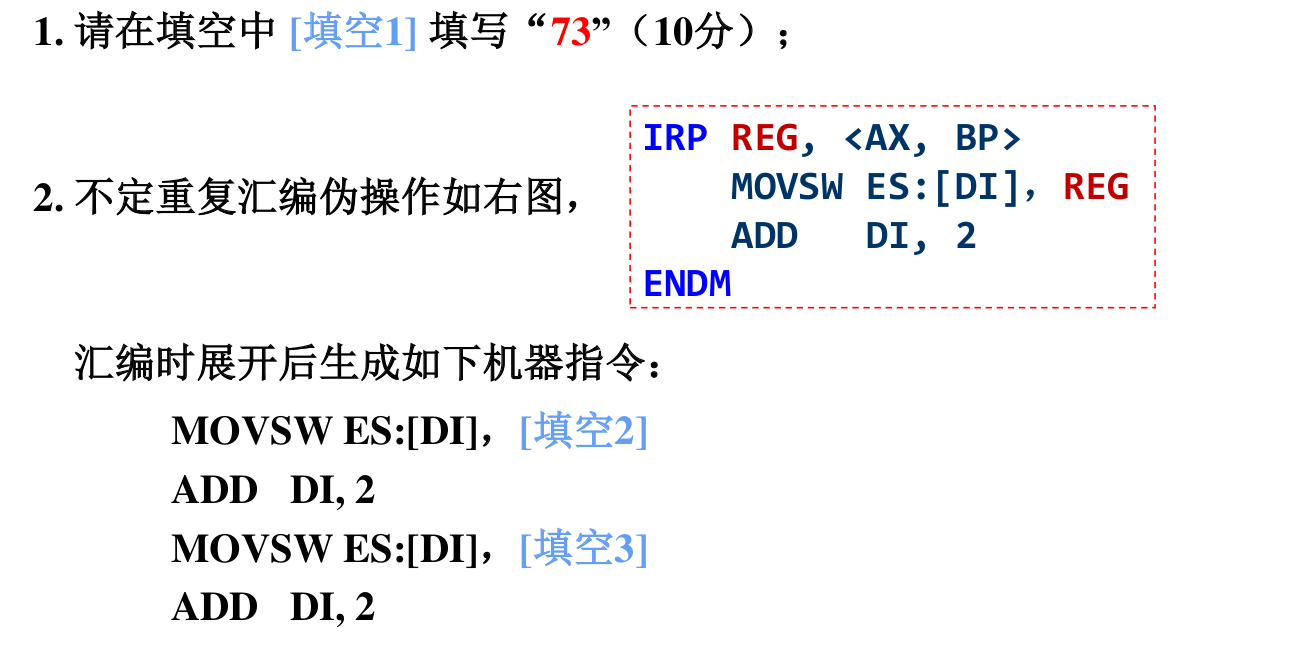 1. 请在填空中 [填空1] 填写“73”（10分）；
IRP REG, <AX, BP>
MOVSW ES:[DI]，REG
2. 不定重复汇编伪操作如右图，
ADD DI, 2
ENDM
汇编时展开后生成如下机器指令：
MOVSW ES:[DI]，[填空2]
ADD DI, 2
MOVSW ES:[DI]，[填空3]
ADD DI, 2